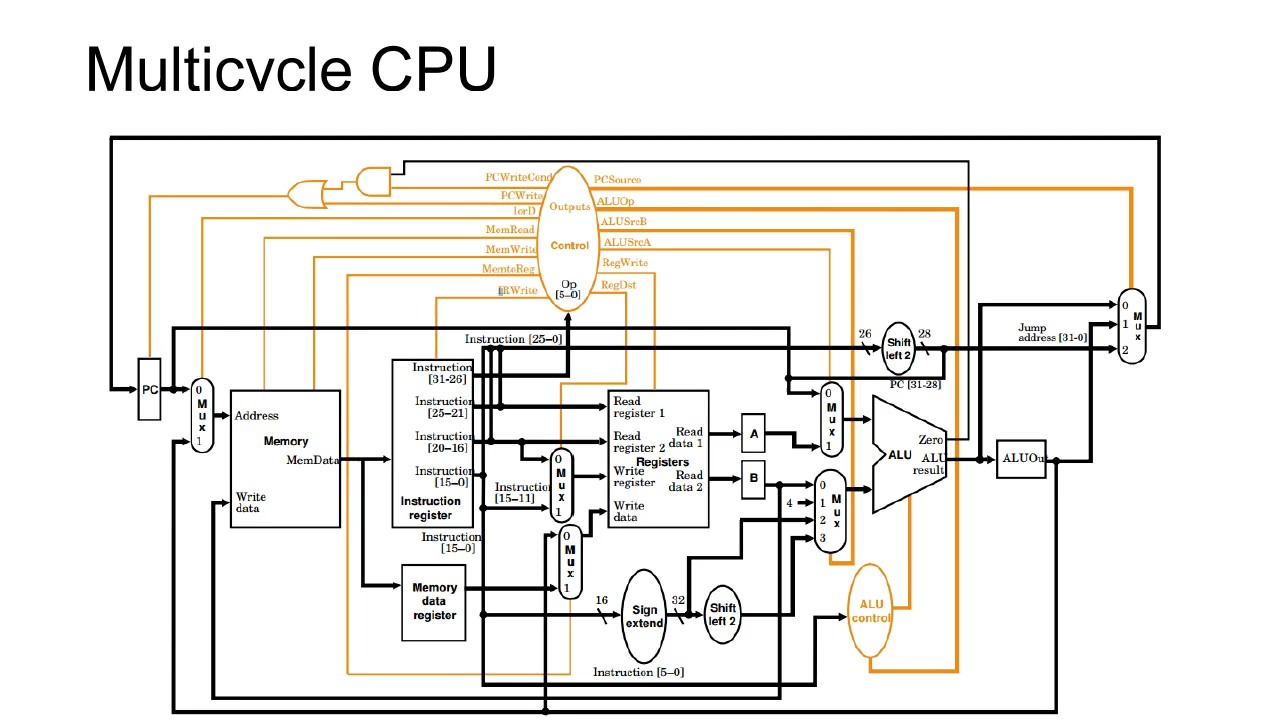 Multicvcle CPU
PCWriteCond
PCWrite
IorD
MemRead
MemWrite
MemtoReg
IRWrite
Outputs
Control
Op
[5–0]
PCSource
ALUOp
ALUSrcB
ALUSrcA
RegWrite
RegDst
Instruction [25–0]
26
Shift
left 2
28
Jump
address [31-0]
PC [31-28]
0
1
2
M
u
x
PC
0
M
u
x
1
Address
Memory
MemData
Write
data
Instruction
[31-26]
Instruction
[25–21]
Instruction
[20–16]
Instruction
[15–0]
Instruction
register
Instruction
[15–0]
Memory
data
register
Instruction
[15–11]
0
M
u
x
1
0
M
u
x
1
Read
register 1
Read
register 2
Registers
Write
register
Write
data
Read
data 1
Read
data 2
A
B
4
0
M
u
x
1
0
1
2
3
M
u
x
Zero
ALU
ALU
result
ALUOut
16
Sign
extend
32
Shift
left 2
ALU
control
Instruction [5–0]